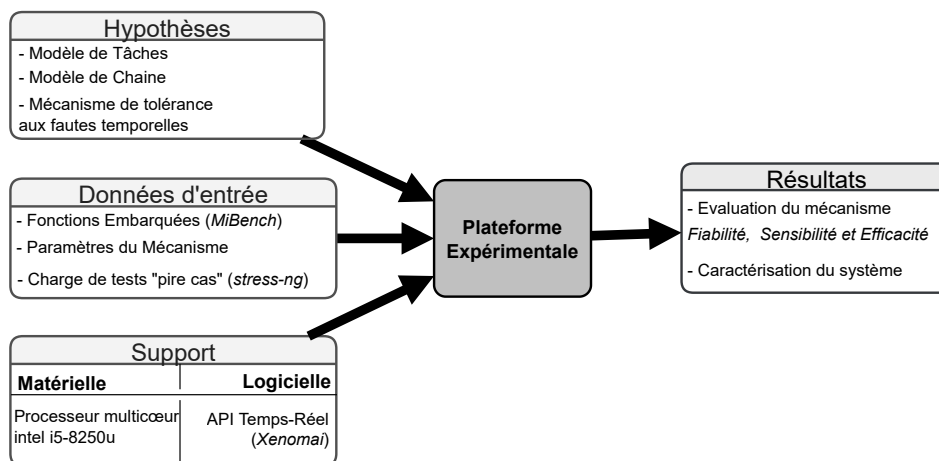 Hypothèses
- Modèle de Tâches
- Modèle de Chaine
- Mécanisme de tolérance
aux fautes temporelles
Données d'entrée
- Fonctions Embarquées (MiBench)
- Paramètres du Mécanisme
- Charge de tests "pire cas" (stress-ng)
Support
Matérielle
Logicielle
Processeur multicœur
intel i5-8250u
API Temps-Réel
(Xenomai)
Plateforme
Expérimentale
Résultats
- Evaluation du mécanisme
Fiabilité, Sensibilité et Efficacité
- Caractérisation du système